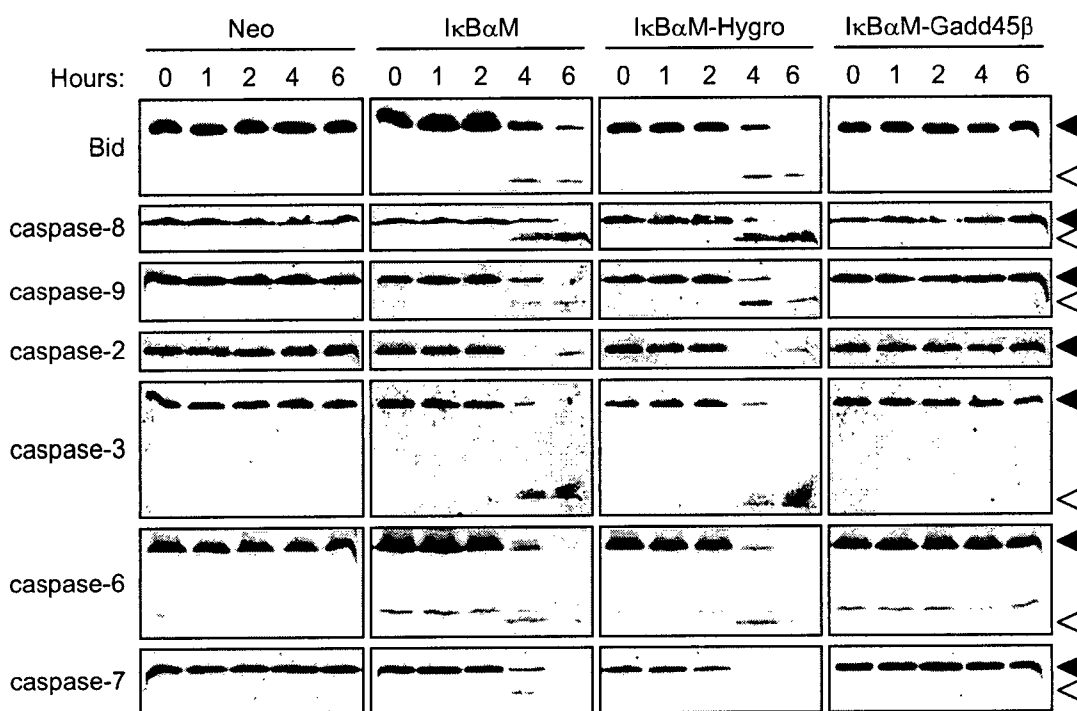 Neo IκBαM IκBαM-Hygro IκBαM-Gadd45β
Hours: 0 1 2 4 6 0 1 2 4 6 0 1 2 4 6 0 1 2 4 6
Bid
caspase-8
caspase-9
caspase-2
caspase-3
caspase-6
caspase-7